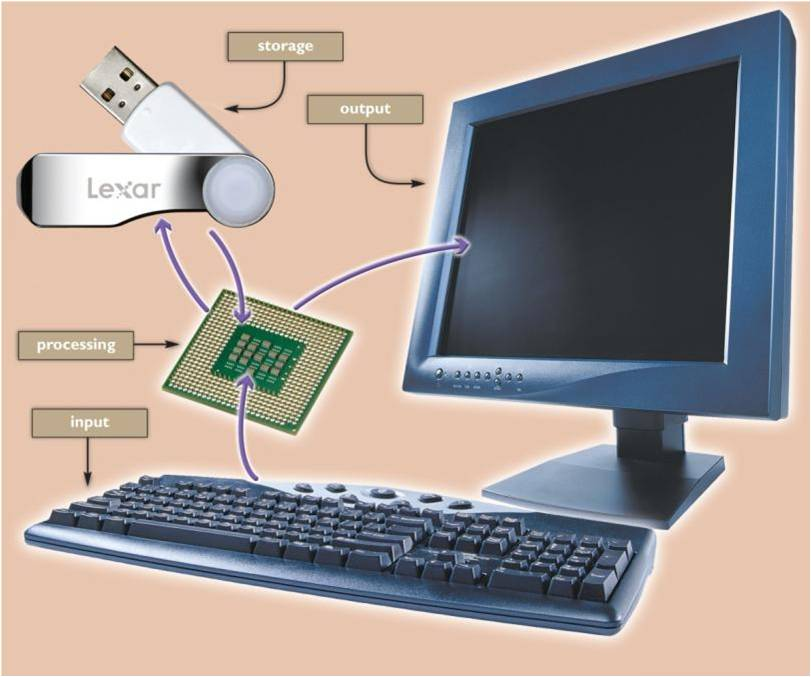 storage
output
Lexar
processing
input